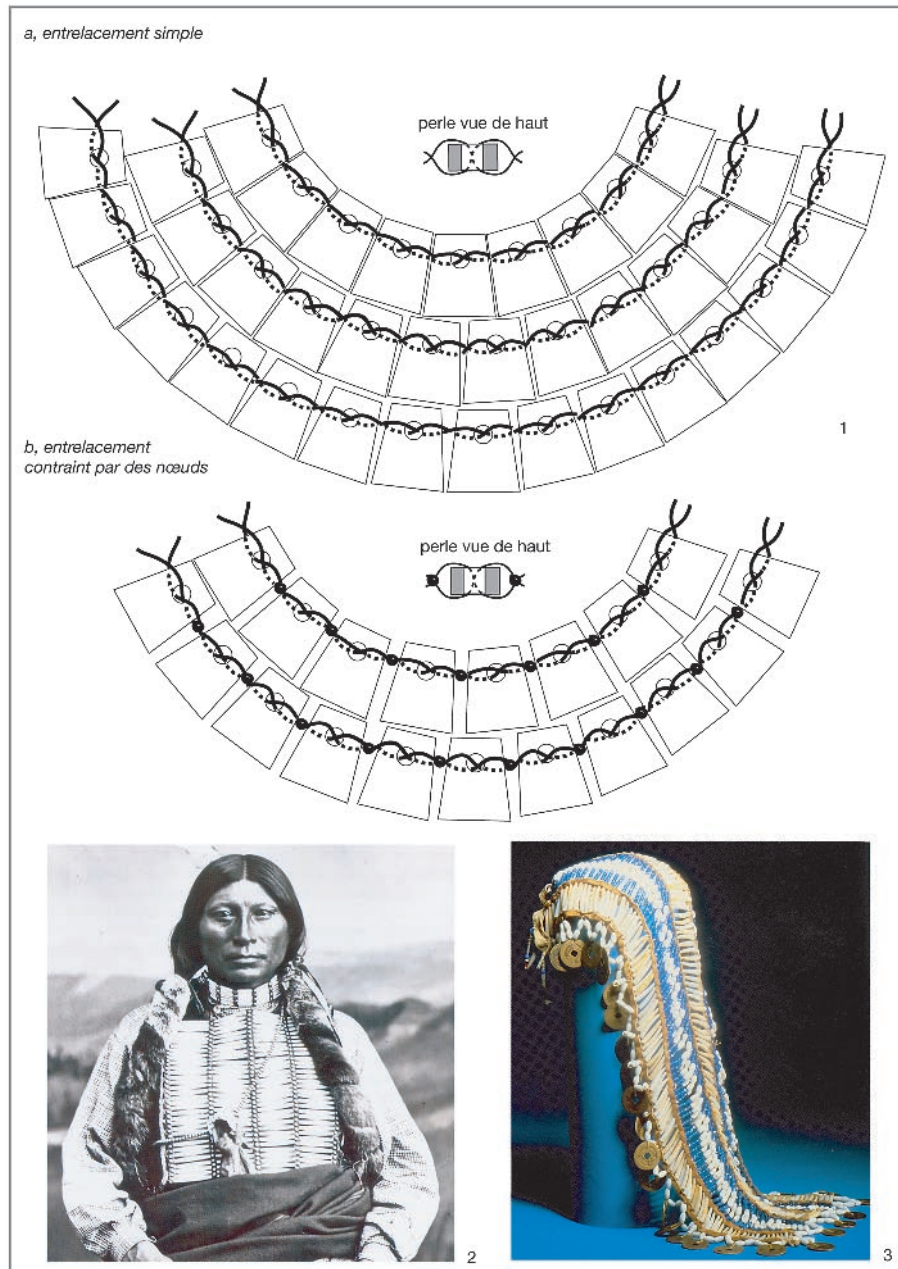 a, entrelacement simple
perle vue de haut
1
b, entrelacement
contraint par des nœuds
perle vue de haut
2
3